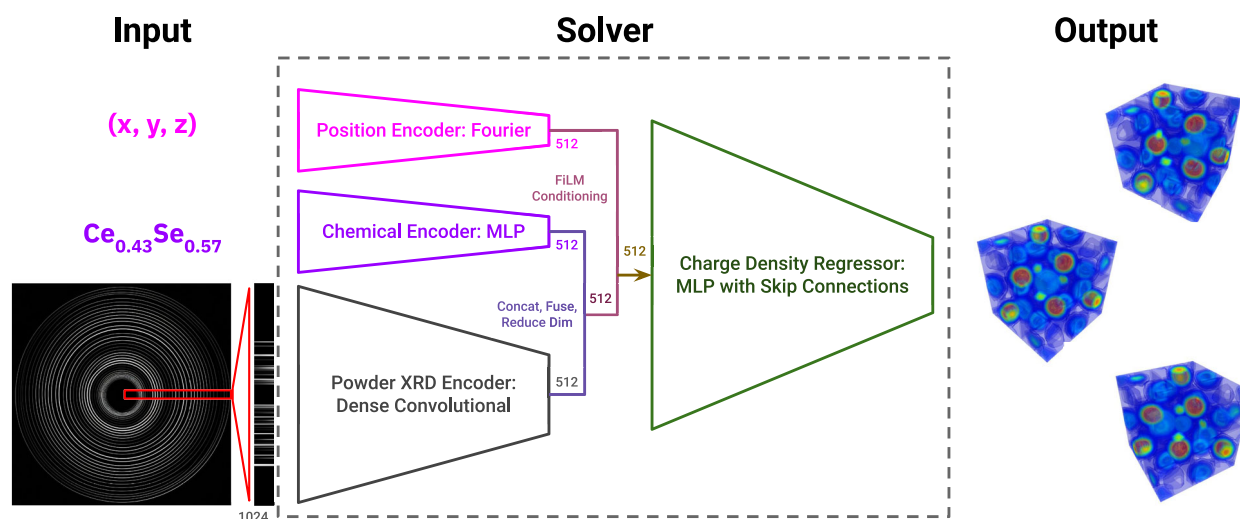 Input
Solver
Output
(x, y, z)
Position Encoder: Fourier
512
FiLM
Conditioning
Ce0.43Se0.57
Chemical Encoder: MLP
512
512
Charge Density Regressor:
MLP with Skip Connections
Concat, Fuse,
Reduce Dim
512
Powder XRD Encoder:
Dense Convolutional
512
1024